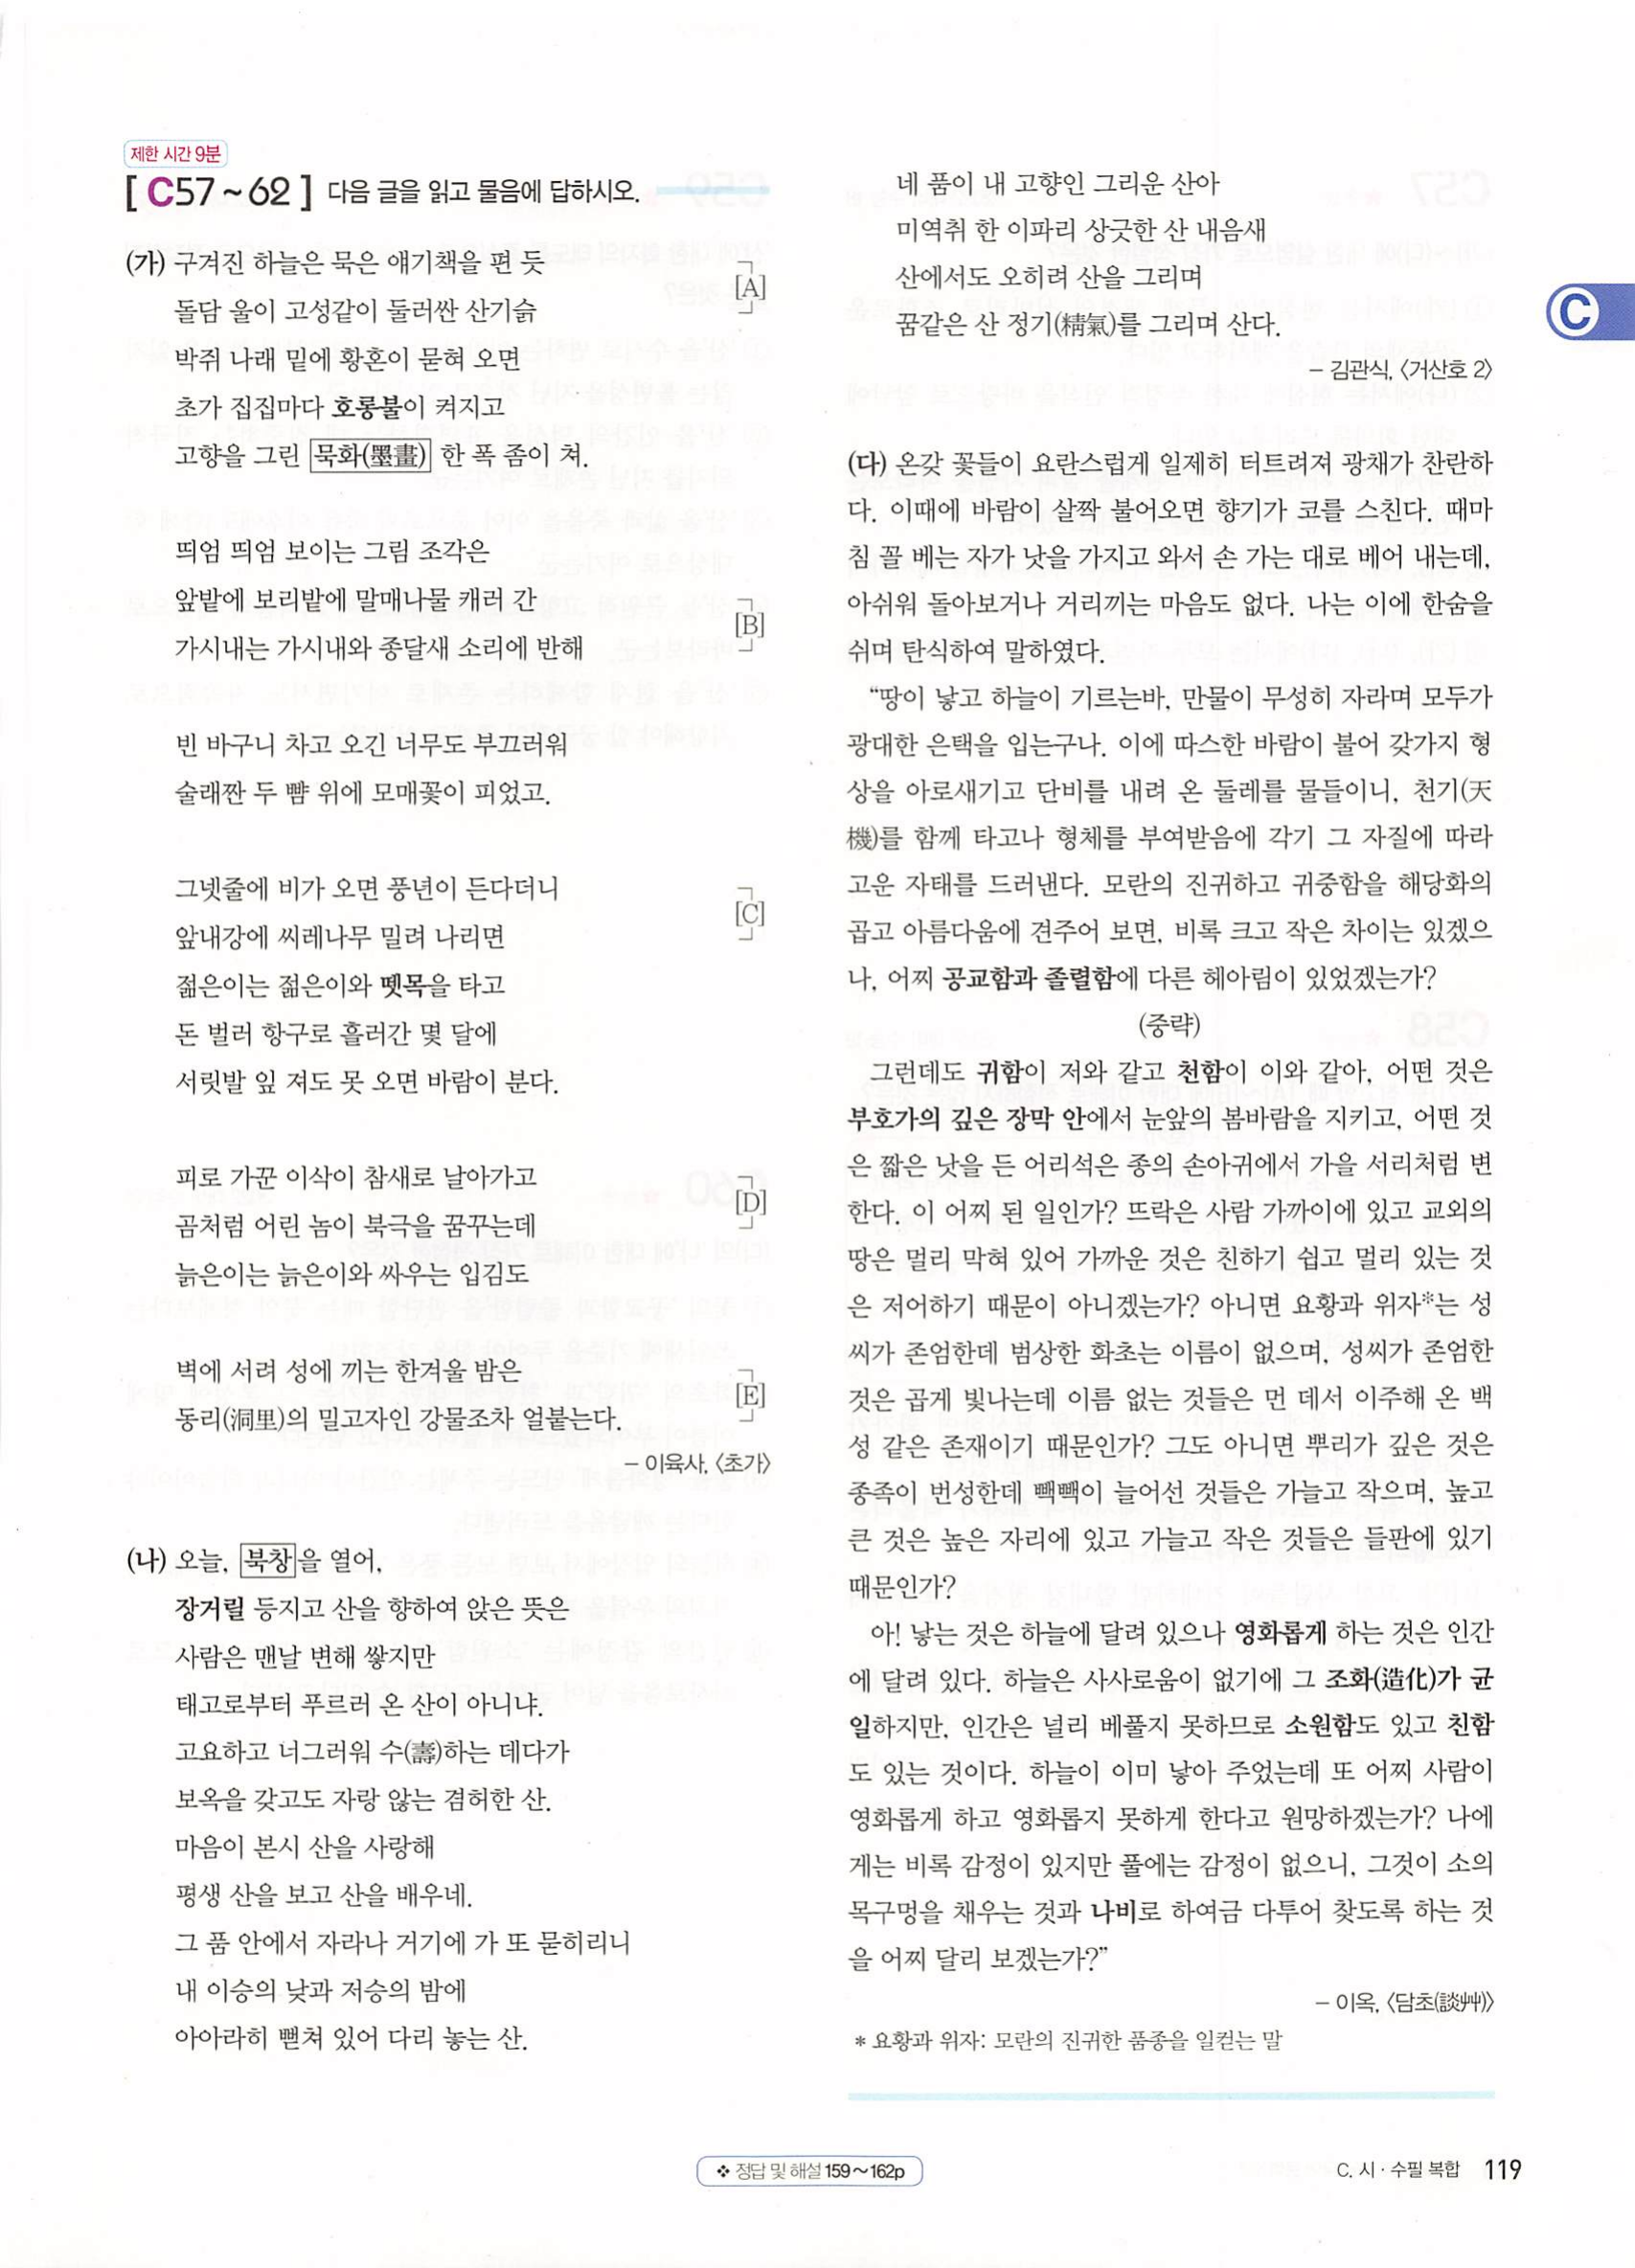 제한 시간 9분
[ C57~62 ] 다음 글을 읽고 물음에 답하시오.
(가) 구겨진 하늘은 묵은 얘기책을 편 듯
돌담 울이 고성같이 둘러싼 산기슭
[A]
박쥐 나래 밑에 황혼이 묻혀 오면
초가 집집마다 호롱불이 켜지고
고향을 그린 묵화(墨畫) 한 폭 좀이 쳐.
띄엄 띄엄 보이는 그림 조각은
앞밭에 보리밭에 말매나물 캐러 간
가시내는 가시내와 종달새 소리에 반해
[B]
빈 바구니 차고 오긴 너무도 부끄러워
술래짠 두 뺨 위에 모매꽃이 피었고.
그넷줄에 비가 오면 풍년이 든다더니
앞내강에 씨레나무 밀려 나리면
[C]
젊은이는 젊은이와 뗏목을 타고
돈 벌러 항구로 흘러간 몇 달에
서릿발 잎 져도 못 오면 바람이 분다.
피로 가꾼 이삭이 참새로 날아가고
곰처럼 어린 놈이 북극을 꿈꾸는데
[D]
늙은이는 늙은이와 싸우는 입김도
벽에 서려 성에 끼는 한겨울 밤은
동리(洞里)의 밀고자인 강물조차 얼붙는다.
[E]
– 이육사, 〈초가〉
(나) 오늘, 북창을 열어,
장거릴 등지고 산을 향하여 앉은 뜻은
사람은 맨날 변해 쌓지만
태고로부터 푸르러 온 산이 아니냐.
고요하고 너그러워 수(壽)하는 데다가
보옥을 갖고도 자랑 않는 겸허한 산.
마음이 본시 산을 사랑해
평생 산을 보고 산을 배우네.
그 품 안에서 자라나 거기에 가 또 묻히리니
내 이승의 낮과 저승의 밤에
아아라히 뻗쳐 있어 다리 놓는 산.
네 품이 내 고향인 그리운 산아
미역취 한 이파리 상긋한 산 내음새
산에서도 오히려 산을 그리며
꿈같은 산 정기(精氣)를 그리며 산다.
– 김관식, 〈거산호 2〉
(다) 온갖 꽃들이 요란스럽게 일제히 터트려져 광채가 찬란하
다. 이때에 바람이 살짝 불어오면 향기가 코를 스친다. 때마
침 꼴 베는 자가 낫을 가지고 와서 손 가는 대로 베어 내는데,
아쉬워 돌아보거나 거리끼는 마음도 없다. 나는 이에 한숨을
쉬며 탄식하여 말하였다.
“땅이 낳고 하늘이 기르는바, 만물이 무성히 자라며 모두가
광대한 은택을 입는구나. 이에 따스한 바람이 불어 갖가지 형
상을 아로새기고 단비를 내려 온 둘레를 물들이니, 천기(天
機)를 함께 타고나 형체를 부여받음에 각기 그 자질에 따라
고운 자태를 드러낸다. 모란의 진귀하고 귀중함을 해당화의
곱고 아름다움에 견주어 보면, 비록 크고 작은 차이는 있겠으
나, 어찌 공교함과 졸렬함에 다른 헤아림이 있었겠는가?
(중략)
그런데도 귀함이 저와 같고 천함이 이와 같아, 어떤 것은
부호가의 깊은 장막 안에서 눈앞의 봄바람을 지키고, 어떤 것
은 짧은 낫을 든 어리석은 종의 손아귀에서 가을 서리처럼 변
한다. 이 어찌 된 일인가? 뜨락은 사람 가까이에 있고 교외의
땅은 멀리 막혀 있어 가까운 것은 친하기 쉽고 멀리 있는 것
은 저어하기 때문이 아니겠는가? 아니면 요황과 위자*는 성
씨가 존엄한데 범상한 화초는 이름이 없으며, 성씨가 존엄한
것은 곱게 빛나는데 이름 없는 것들은 먼 데서 이주해 온 백
성 같은 존재이기 때문인가? 그도 아니면 뿌리가 깊은 것은
종족이 번성한데 빽빽이 늘어선 것들은 가늘고 작으며, 높고
큰 것은 높은 자리에 있고 가늘고 작은 것들은 들판에 있기
때문인가?
아! 낳는 것은 하늘에 달려 있으나 영화롭게 하는 것은 인간
에 달려 있다. 하늘은 사사로움이 없기에 그 조화(造化)가 균
일하지만, 인간은 널리 베풀지 못하므로 소원함도 있고 친함
도 있는 것이다. 하늘이 이미 낳아 주었는데 또 어찌 사람이
영화롭게 하고 영화롭지 못하게 한다고 원망하겠는가? 나에
게는 비록 감정이 있지만 풀에는 감정이 없으니, 그것이 소의
목구멍을 채우는 것과 나비로 하여금 다투어 찾도록 하는 것
을 어찌 달리 보겠는가?”
– 이옥, 〈담초(談艸)〉
* 요황과 위자: 모란의 진귀한 품종을 일컫는 말
C
❖ 정답 및 해설 159~162p
C. 시·수필 복합 119